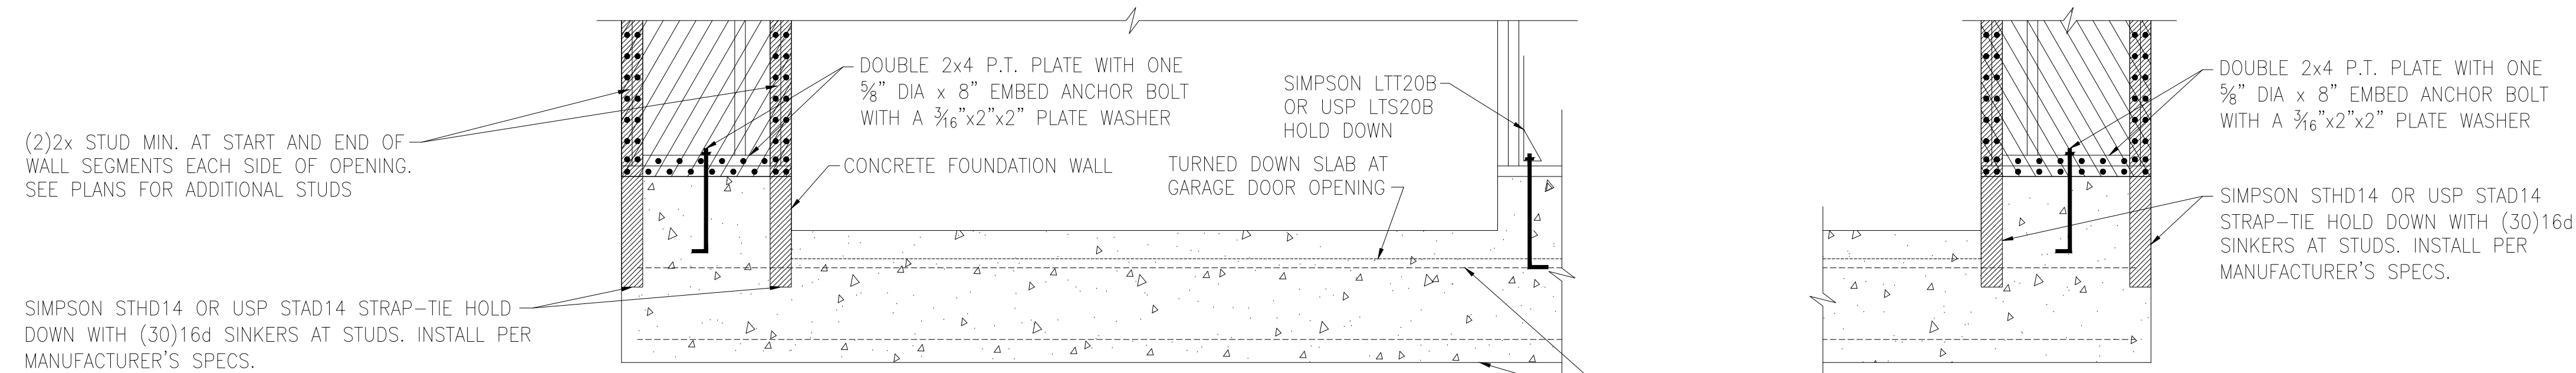 (2)2x STUD MIN. AT START AND END OF
WALL SEGMENTS EACH SIDE OF OPENING.
SEE PLANS FOR ADDITIONAL STUDS
SIMPSON STHD14 OR USP STAD14 STRAP-TIE HOLD
DOWN WITH (30)16d SINKERS AT STUDS. INSTALL PER
MANUFACTURER'S SPECS.
DOUBLE 2x4 P.T. PLATE WITH ONE
5/8" DIA x 8" EMBED ANCHOR BOLT
WITH A 3/16"x2"x2" PLATE WASHER
CONCRETE FOUNDATION WALL
SIMPSON LTT20B
OR USP LTS20B
HOLD DOWN
TURNED DOWN SLAB AT
GARAGE DOOR OPENING
DOUBLE 2x4 P.T. PLATE WITH ONE
5/8" DIA x 8" EMBED ANCHOR BOLT
WITH A 3/16"x2"x2" PLATE WASHER
SIMPSON STHD14 OR USP STAD14
STRAP-TIE HOLD DOWN WITH (30)16d
SINKERS AT STUDS. INSTALL PER
MANUFACTURER'S SPECS.